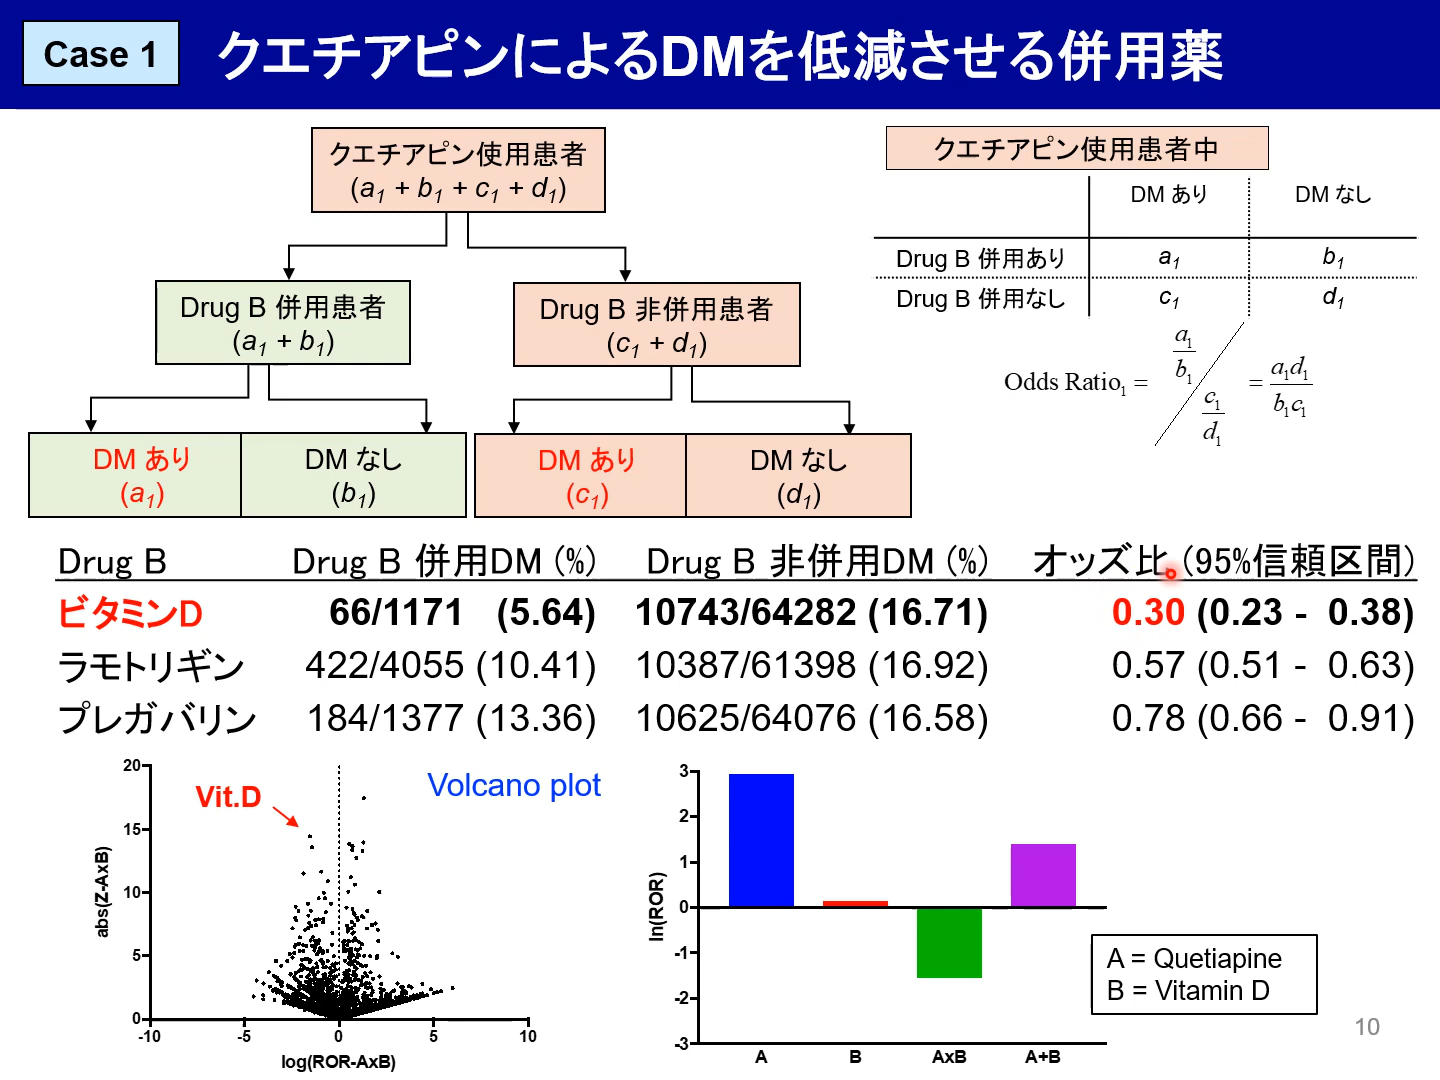 Case 1
クエチアピンによるDMを低減させる併用薬
クエチアピン使用患者
(a1 + b1 + c1 + d1)
Drug B 併用患者
(a1 + b1)
Drug B 非併用患者
(c1 + d1)
DM あり
(a1)
DM なし
(b1)
DM あり
(c1)
DM なし
(d1)
クエチアピン使用患者中
DM あり DM なし
Drug B 併用あり a1 b1
Drug B 併用なし c1 d1
Odds Ratio1 = a1/b1 / c1/d1 = a1d1/b1c1
Drug B Drug B 併用DM (%) Drug B 非併用DM (%) オッズ比 (95%信頼区間)
ビタミンD 66/1171 (5.64) 10743/64282 (16.71) 0.30 (0.23 - 0.38)
ラモトリギン 422/4055 (10.41) 10387/61398 (16.92) 0.57 (0.51 - 0.63)
プレガバリン 184/1377 (13.36) 10625/64076 (16.58) 0.78 (0.66 - 0.91)
Volcano plot
Vit.D
abs(Z-AxB)
20
15
10
5
0
-10 -5 0 5 10
log(ROR-AxB)
ln(ROR)
3
2
1
0
-1
-2
-3
A B AxB A+B
A = Quetiapine
B = Vitamin D
10